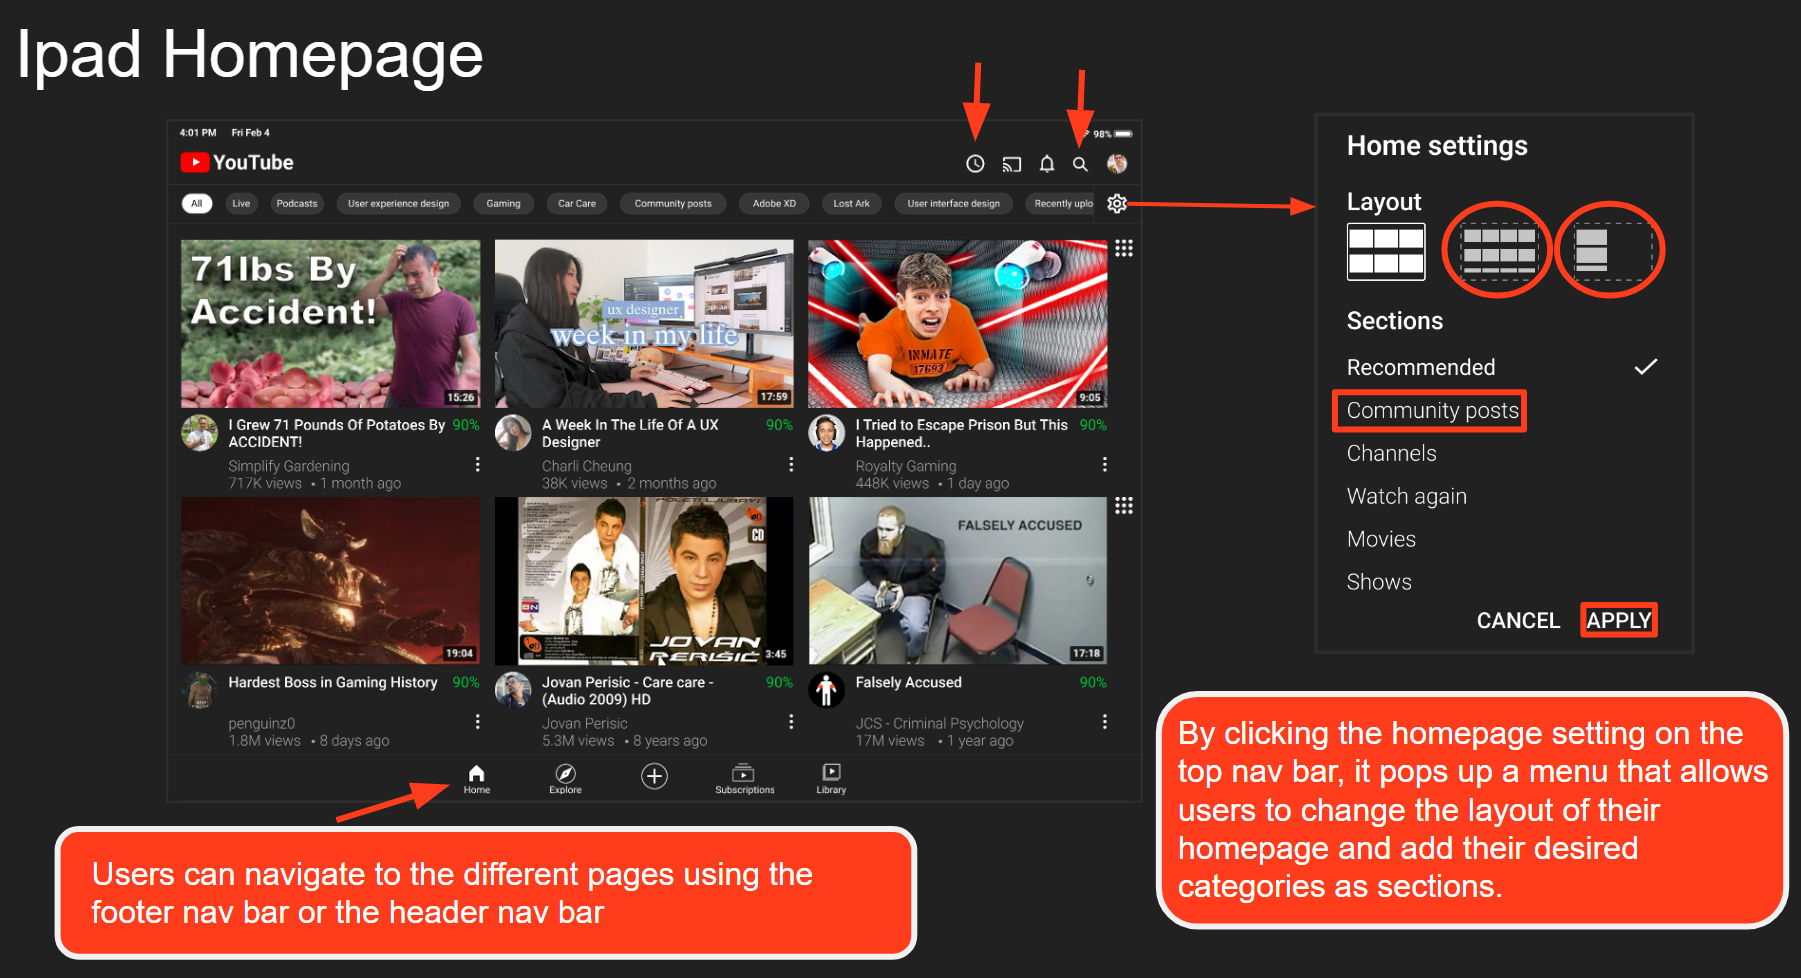 Ipad Homepage
4:01 PM Fri Feb 4
98%
YouTube
All Live Podcasts User experience design Gaming Car Care Community posts Adobe XD Lost Ark User interface design Recently uplo
71lbs By
Accident!
15:26
ux designer,
week in my life
17:59
INMATE
17693
9:05
I Grew 71 Pounds Of Potatoes By
ACCIDENT!
90%
Simplify Gardening
717K views • 1 month ago
A Week In The Life Of A UX
Designer
90%
Charli Cheung
38K views • 2 months ago
I Tried to Escape Prison But This
Happened..
90%
Royalty Gaming
448K views • 1 day ago
19:04
POLETI LJUBAVI
CD
BN
JOVAN
PERIŠIĆ
3:45
FALSELY ACCUSED
17:18
Hardest Boss in Gaming History
90%
penguinz0
1.8M views • 8 days ago
Jovan Perisic - Care care -
(Audio 2009) HD
90%
Jovan Perisic
5.3M views • 8 years ago
Falsely Accused
90%
JCS - Criminal Psychology
17M views • 1 year ago
Home Explore Subscriptions Library
Home settings
Layout
Sections
Recommended
Community posts
Channels
Watch again
Movies
Shows
CANCEL APPLY
Users can navigate to the different pages using the
footer nav bar or the header nav bar
By clicking the homepage setting on the
top nav bar, it pops up a menu that allows
users to change the layout of their
homepage and add their desired
categories as sections.